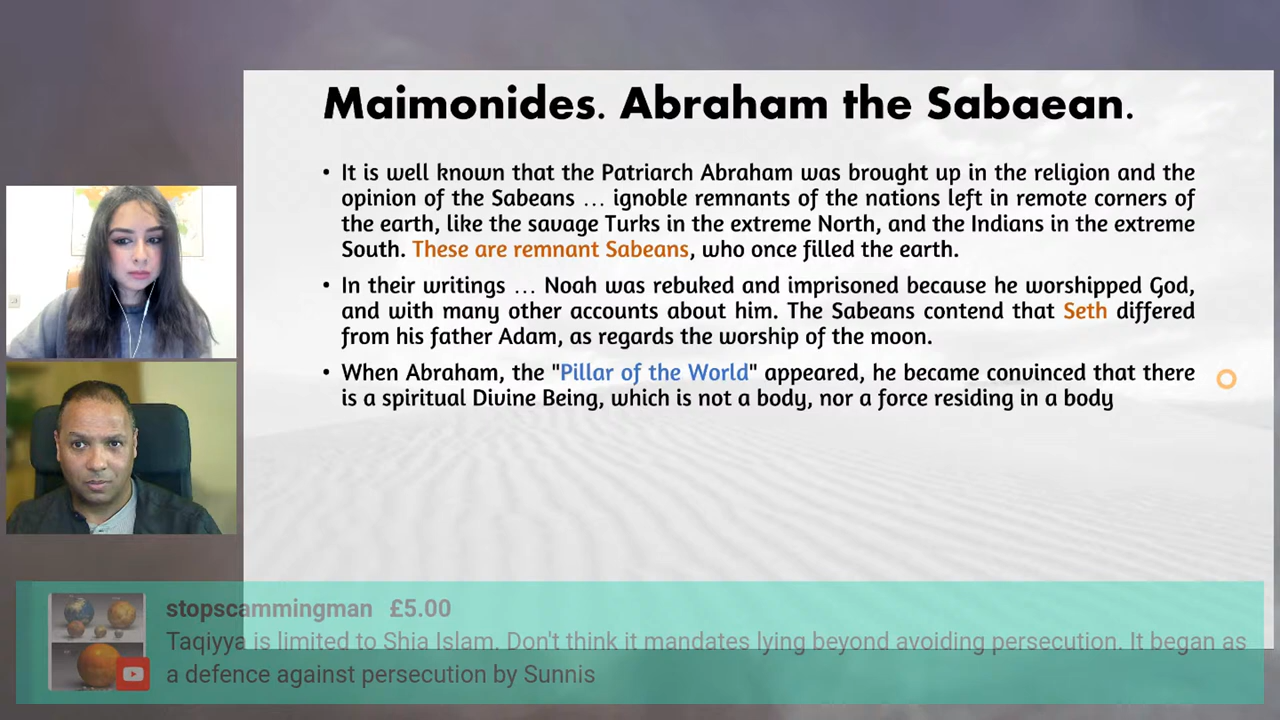 Maimonides. Abraham the Sabaean.
• It is well known that the Patriarch Abraham was brought up in the religion and the
opinion of the Sabeans … ignoble remnants of the nations left in remote corners of
the earth, like the savage Turks in the extreme North, and the Indians in the extreme
South. These are remnant Sabeans, who once filled the earth.
• In their writings … Noah was rebuked and imprisoned because he worshipped God,
and with many other accounts about him. The Sabeans contend that Seth differed
from his father Adam, as regards the worship of the moon.
• When Abraham, the "Pillar of the World" appeared, he became convinced that there
is a spiritual Divine Being, which is not a body, nor a force residing in a body
stopscammingman £5.00
Taqiyya is limited to Shia Islam. Don't think it mandates lying beyond avoiding persecution. It began as
a defence against persecution by Sunnis